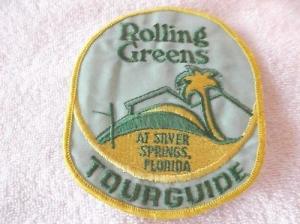 Rolling
Greens
AT SILVER
SPRINGS,
FLORIDA
TOURGUIDE